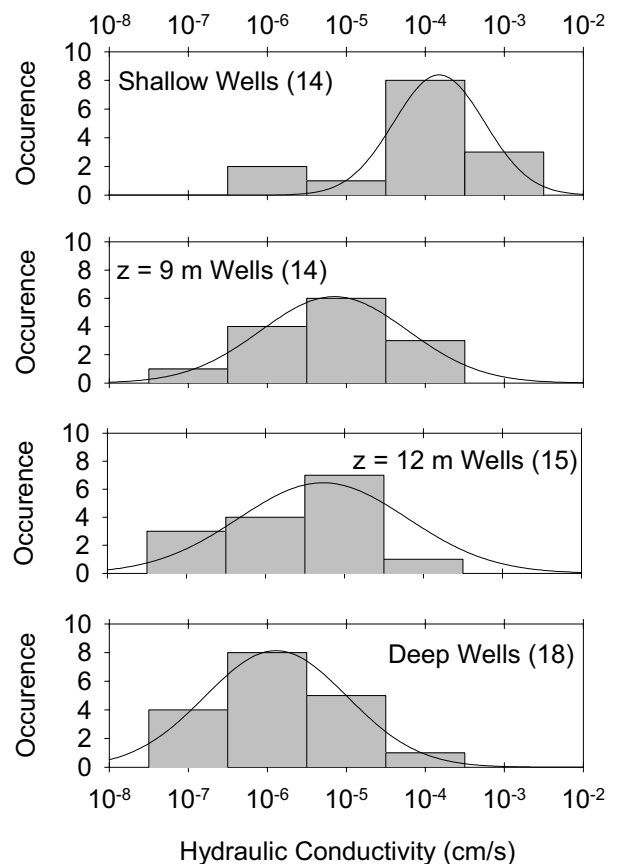 10⁻⁸ 10⁻⁷ 10⁻⁶ 10⁻⁵ 10⁻⁴ 10⁻³ 10⁻²
10
8
6
4
2
0
Occurence
Shallow Wells (14)
10
8
6
4
2
0
Occurence
z = 9 m Wells (14)
10
8
6
4
2
0
Occurence
z = 12 m Wells (15)
10
8
6
4
2
0
Occurence
Deep Wells (18)
10⁻⁸ 10⁻⁷ 10⁻⁶ 10⁻⁵ 10⁻⁴ 10⁻³ 10⁻²
Hydraulic Conductivity (cm/s)